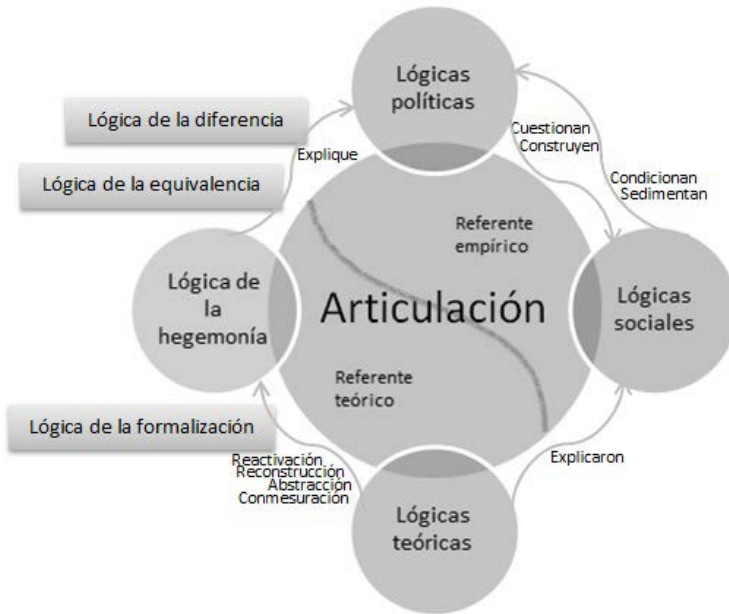 Lógicas
políticas
Lógica de la diferencia
Cuestionan
Construyen
Explique
Lógica de la equivalencia
Condicionan
Sedimentan
Referente
empírico
Lógica de
la
hegemonía
Articulación
Lógicas
sociales
Referente
teórico
Lógica de la formalización
Reactivación
Reconstrucción
Abstracción
Conmesuración
Explicaron
Lógicas
teóricas